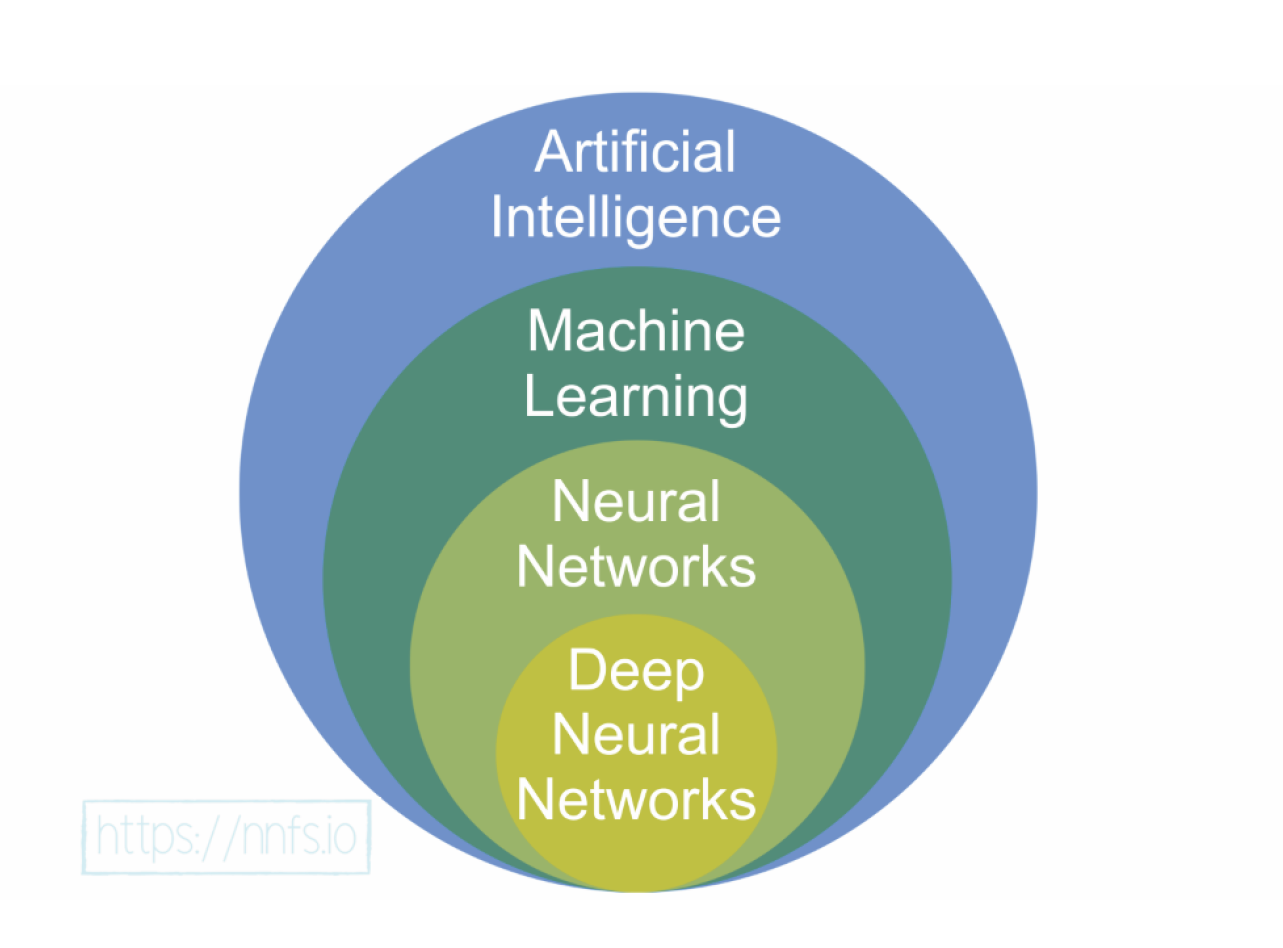 Artificial
Intelligence
Machine
Learning
Neural
Networks
Deep
Neural
Networks
https://nnfs.io